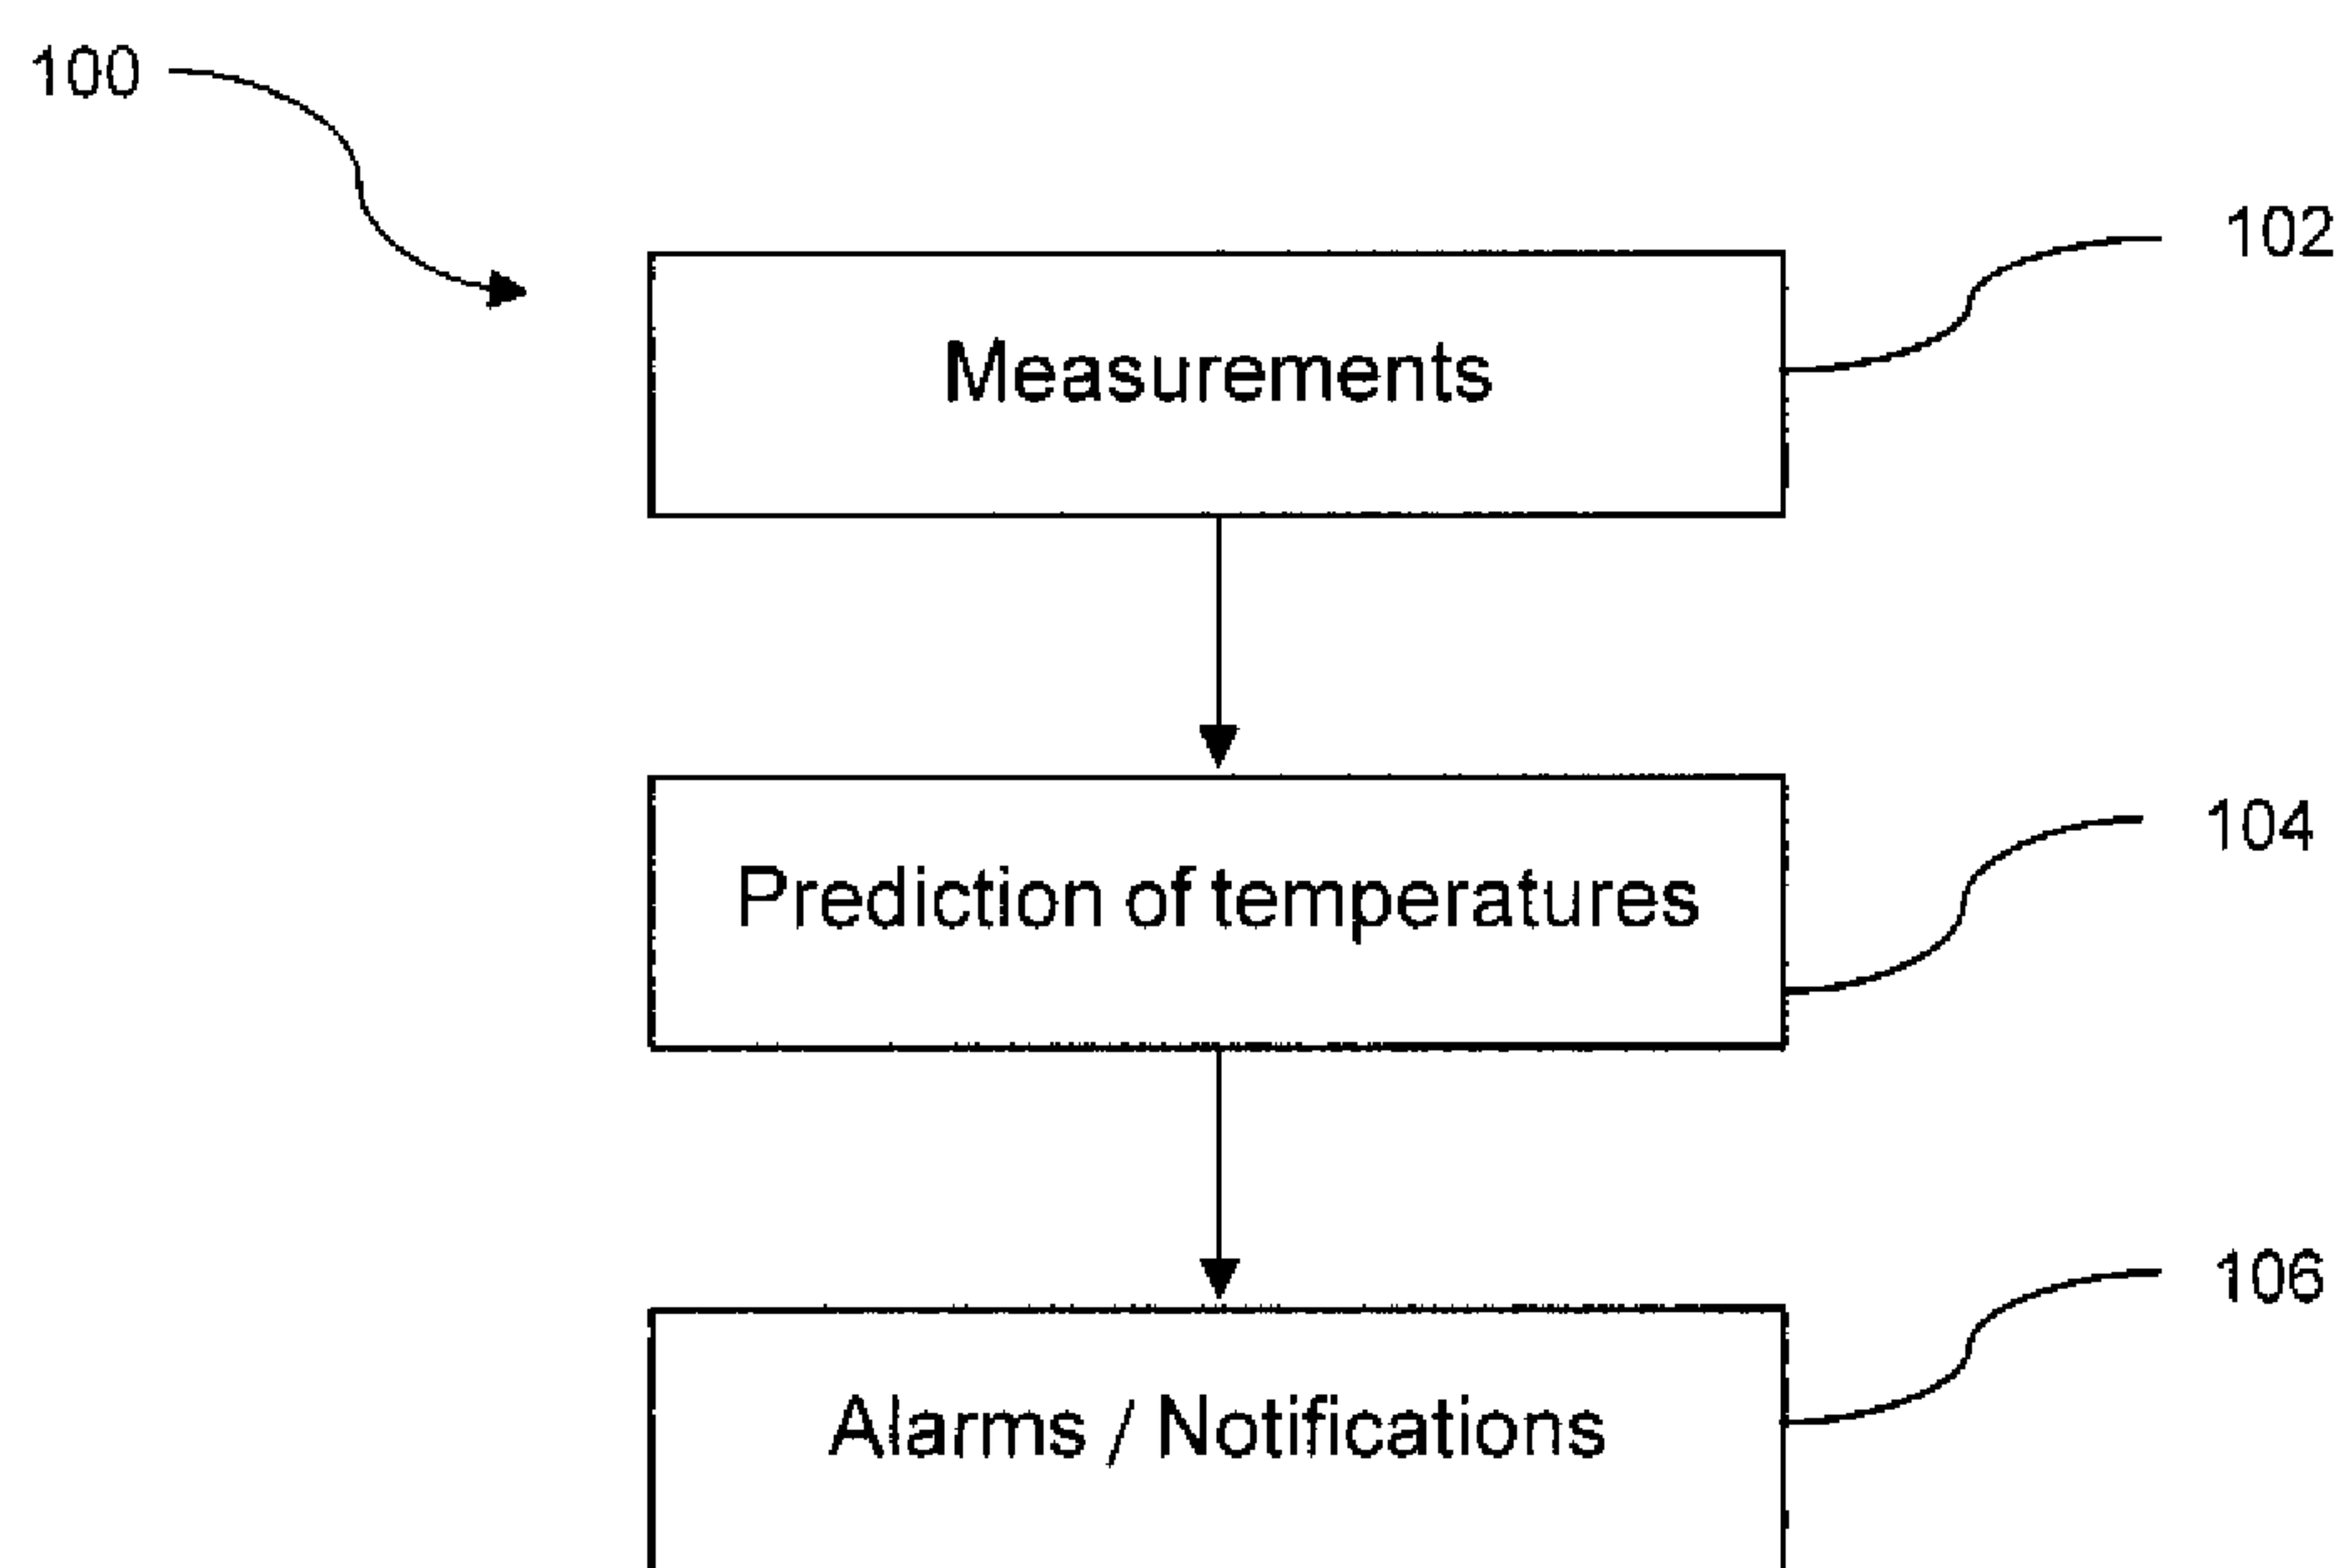 100
102
Measurements
104
Prediction of temperatures
106
Alarms / Notifications